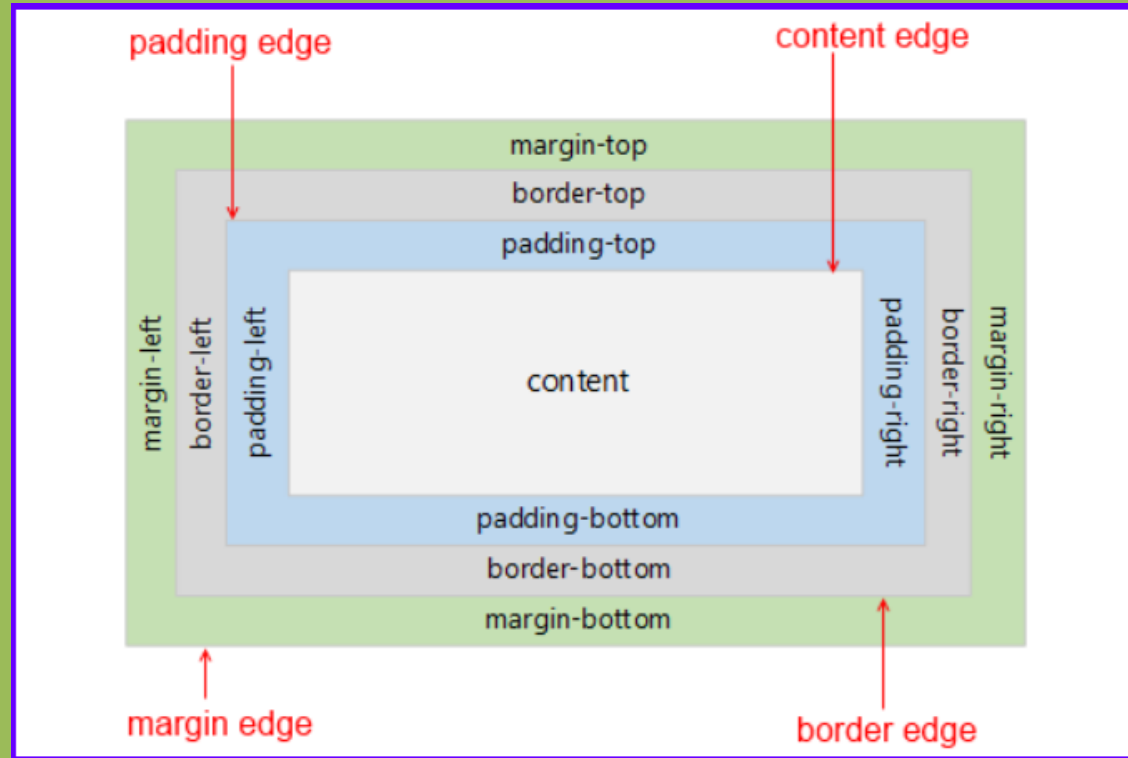 padding edge
content edge
margin-top
border-top
padding-top
margin-left
border-left
padding-left
content
padding-right
border-right
margin-right
padding-bottom
border-bottom
margin-bottom
margin edge
border edge